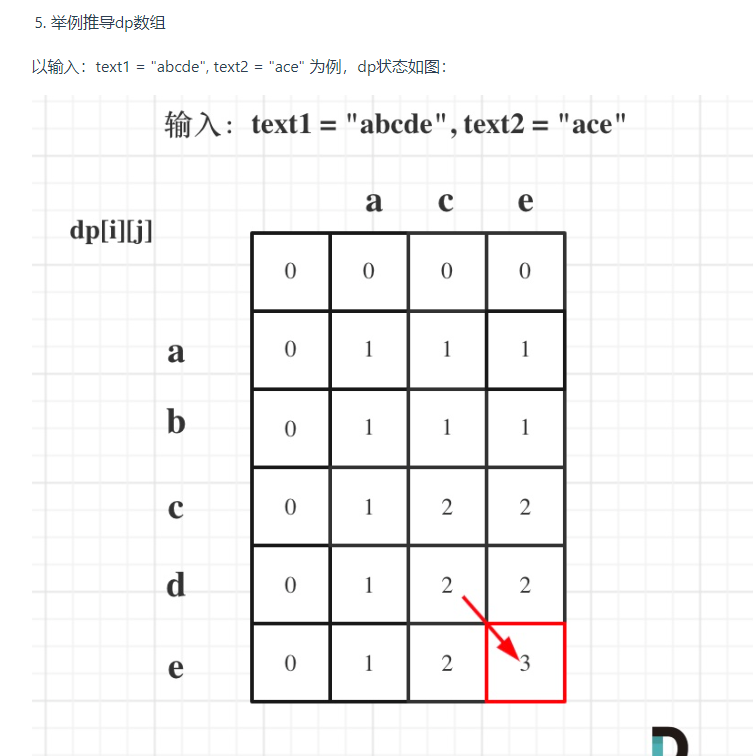 5. 举例推导dp数组
以输入：text1 = "abcde", text2 = "ace" 为例，dp状态如图：
输入：text1 = "abcde", text2 = "ace"
a c e
dp[i][j]
0 0 0 0
a 0 1 1 1
b 0 1 1 1
c 0 1 2 2
d 0 1 2 2
e 0 1 2 3